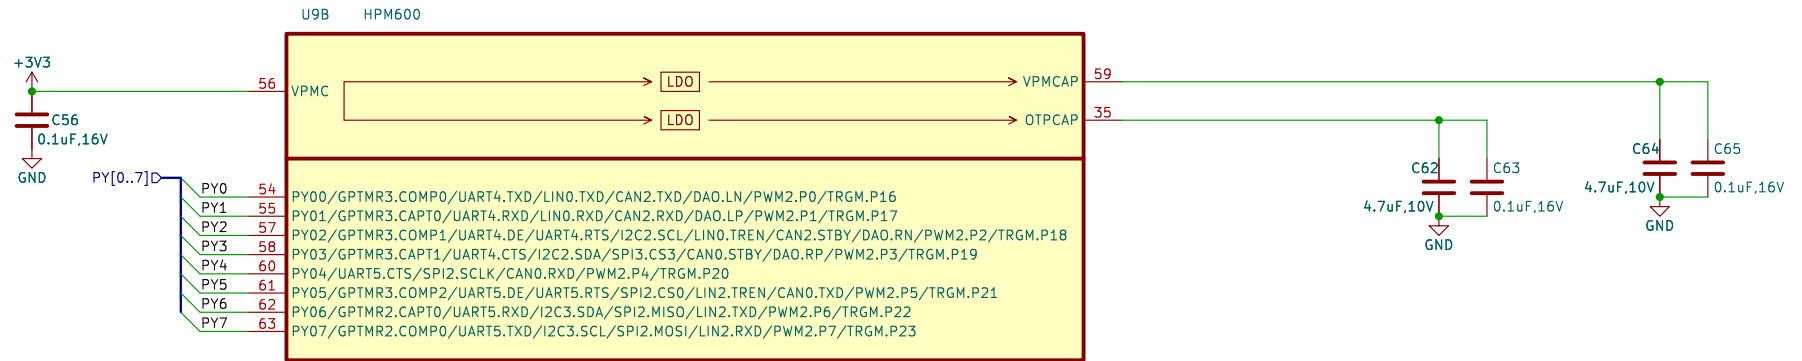 U9B HPM600
+3V3
56 VPMC LDO VPMCAP 59
LDO OTPCAP 35
C56
0.1uF,16V
GND
C62 C63
4.7uF,10V 0.1uF,16V
GND
C64 C65
4.7uF,10V 0.1uF,16V
GND
PY[0..7]
PY0 54 PY00/GPTMR3.COMP0/UART4.TXD/LIN0.TXD/CAN2.TXD/DAO.LN/PWM2.P0/TRGM.P16
PY1 55 PY01/GPTMR3.CAPT0/UART4.RXD/LIN0.RXD/CAN2.RXD/DAO.LP/PWM2.P1/TRGM.P17
PY2 57 PY02/GPTMR3.COMP1/UART4.DE/UART4.RTS/I2C2.SCL/LIN0.TREN/CAN2.STBY/DAO.RN/PWM2.P2/TRGM.P18
PY3 58 PY03/GPTMR3.CAPT1/UART4.CTS/I2C2.SDA/SPI3.CS3/CAN0.STBY/DAO.RP/PWM2.P3/TRGM.P19
PY4 60 PY04/UART5.CTS/SPI2.SCLK/CAN0.RXD/PWM2.P4/TRGM.P20
PY5 61 PY05/GPTMR3.COMP2/UART5.DE/UART5.RTS/SPI2.CS0/LIN2.TREN/CAN0.TXD/PWM2.P5/TRGM.P21
PY6 62 PY06/GPTMR2.CAPT0/UART5.RXD/I2C3.SDA/SPI2.MISO/LIN2.TXD/PWM2.P6/TRGM.P22
PY7 63 PY07/GPTMR2.COMP0/UART5.TXD/I2C3.SCL/SPI2.MOSI/LIN2.RXD/PWM2.P7/TRGM.P23